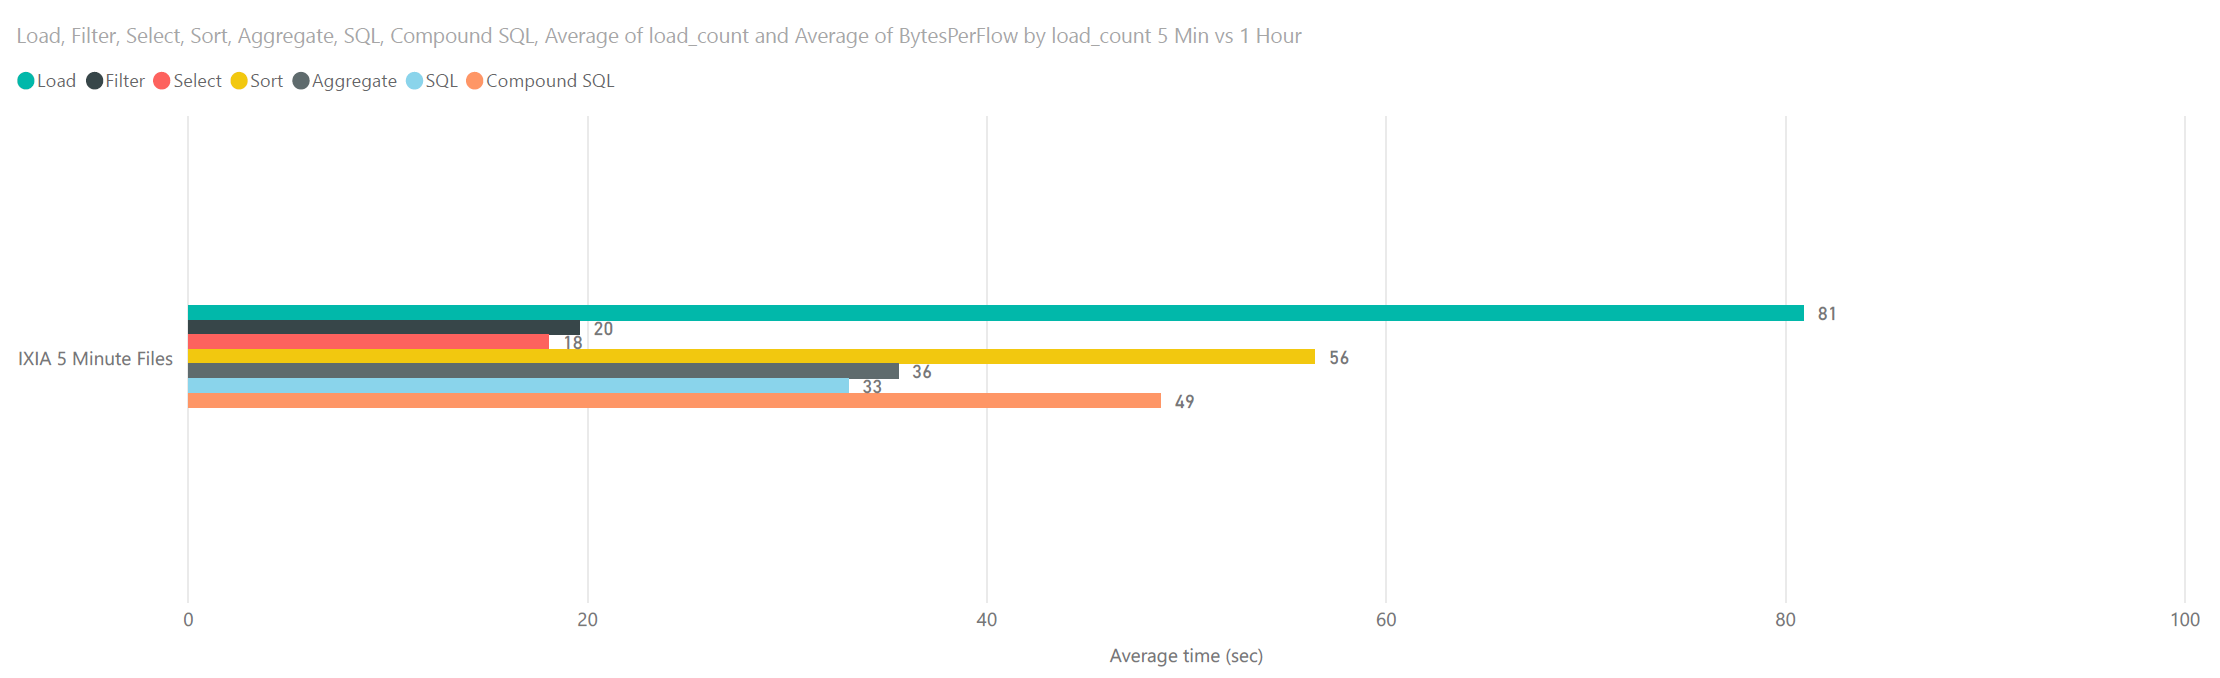 Load, Filter, Select, Sort, Aggregate, SQL, Compound SQL, Average of load_count and Average of BytesPerFlow by load_count 5 Min vs 1 Hour
Load Filter Select Sort Aggregate SQL Compound SQL
81
20
18
IXIA 5 Minute Files
56
36
33
49
0 20 40 60 80 100
Average time (sec)